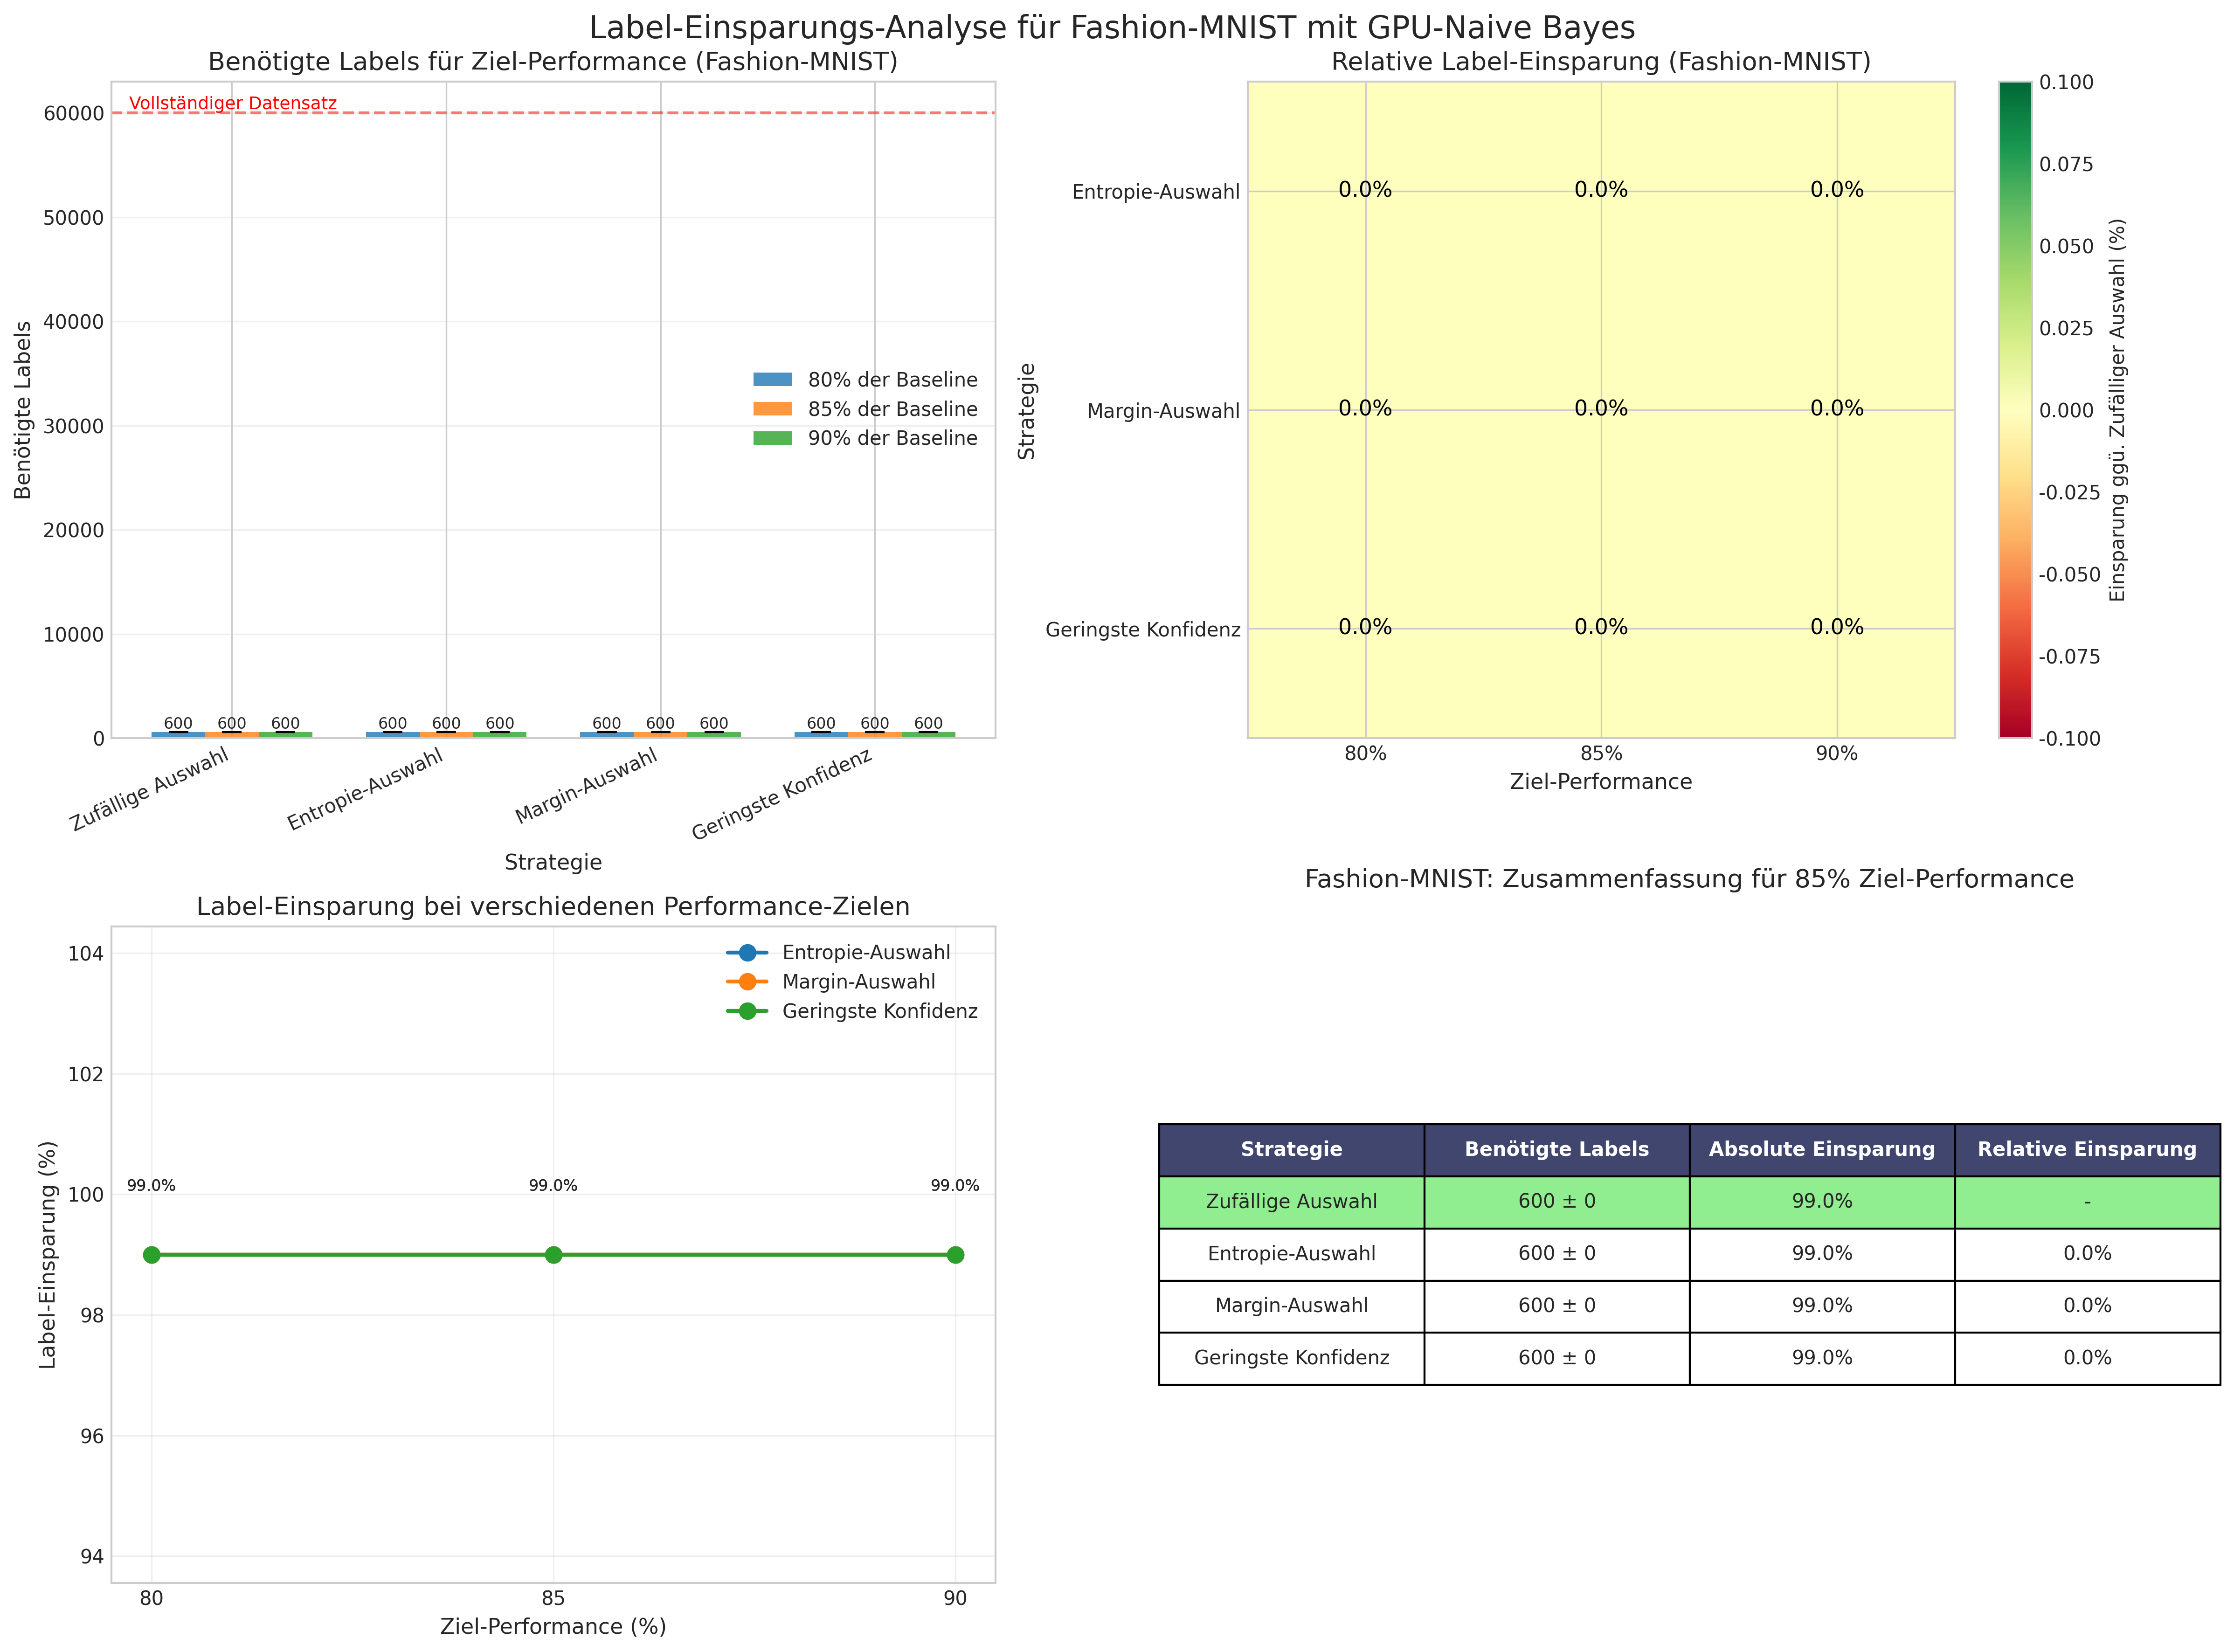 Label-Einsparungs-Analyse für Fashion-MNIST mit GPU-Naive Bayes
Benötigte Labels für Ziel-Performance (Fashion-MNIST)
Vollständiger Datensatz
60000
50000
40000
30000
20000
10000
0
Benötigte Labels
80% der Baseline
85% der Baseline
90% der Baseline
600 600 600 600 600 600 600 600 600 600 600 600
Zufällige Auswahl
Entropie-Auswahl
Margin-Auswahl
Geringste Konfidenz
Strategie
Relative Label-Einsparung (Fashion-MNIST)
Strategie
Entropie-Auswahl 0.0% 0.0% 0.0%
Margin-Auswahl 0.0% 0.0% 0.0%
Geringste Konfidenz 0.0% 0.0% 0.0%
80% 85% 90%
Ziel-Performance
0.100
0.075
0.050
0.025
0.000
-0.025
-0.050
-0.075
-0.100
Einsparung ggü. Zufälliger Auswahl (%)
Label-Einsparung bei verschiedenen Performance-Zielen
104
102
100
98
96
94
Label-Einsparung (%)
Entropie-Auswahl
Margin-Auswahl
Geringste Konfidenz
99.0% 99.0% 99.0%
80 85 90
Ziel-Performance (%)
Fashion-MNIST: Zusammenfassung für 85% Ziel-Performance
Strategie Benötigte Labels Absolute Einsparung Relative Einsparung
Zufällige Auswahl 600 ± 0 99.0% -
Entropie-Auswahl 600 ± 0 99.0% 0.0%
Margin-Auswahl 600 ± 0 99.0% 0.0%
Geringste Konfidenz 600 ± 0 99.0% 0.0%